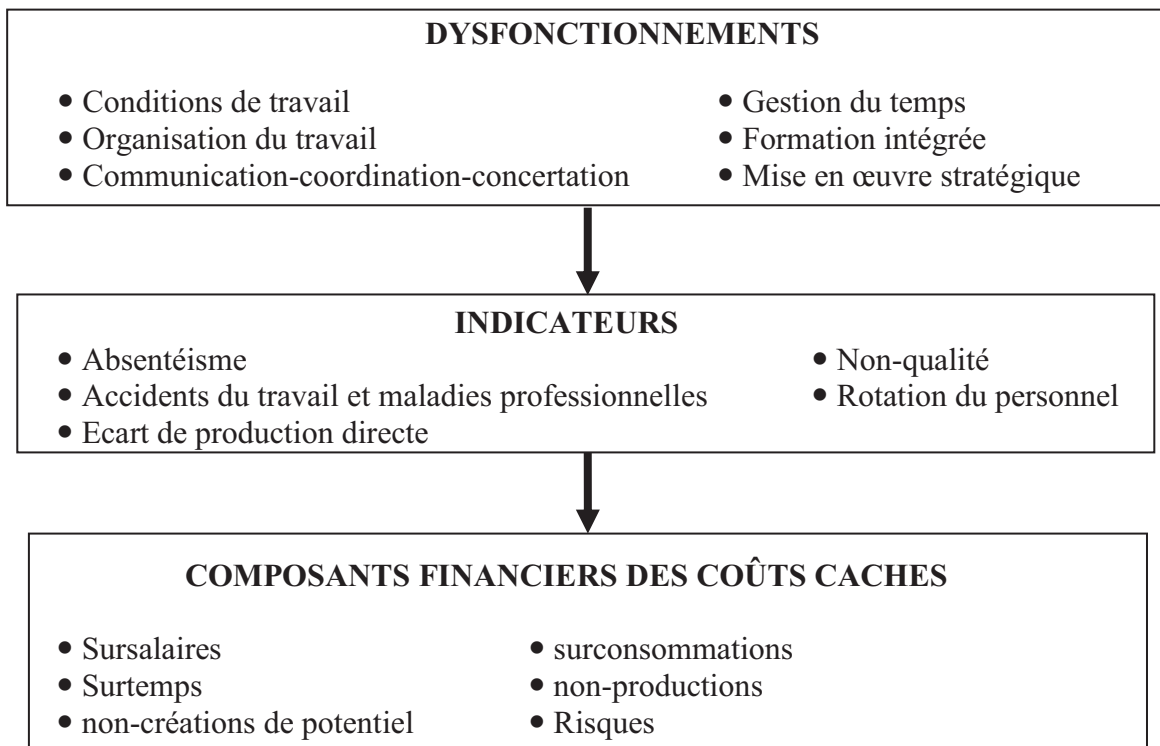 DYSFONCTIONNEMENTS
• Conditions de travail
• Organisation du travail
• Communication-coordination-concertation
• Gestion du temps
• Formation intégrée
• Mise en œuvre stratégique
INDICATEURS
• Absentéisme
• Accidents du travail et maladies professionnelles
• Ecart de production directe
• Non-qualité
• Rotation du personnel
COMPOSANTS FINANCIERS DES COÛTS CACHES
• Sursalaires
• Surtemps
• non-créations de potentiel
• surconsommations
• non-productions
• Risques